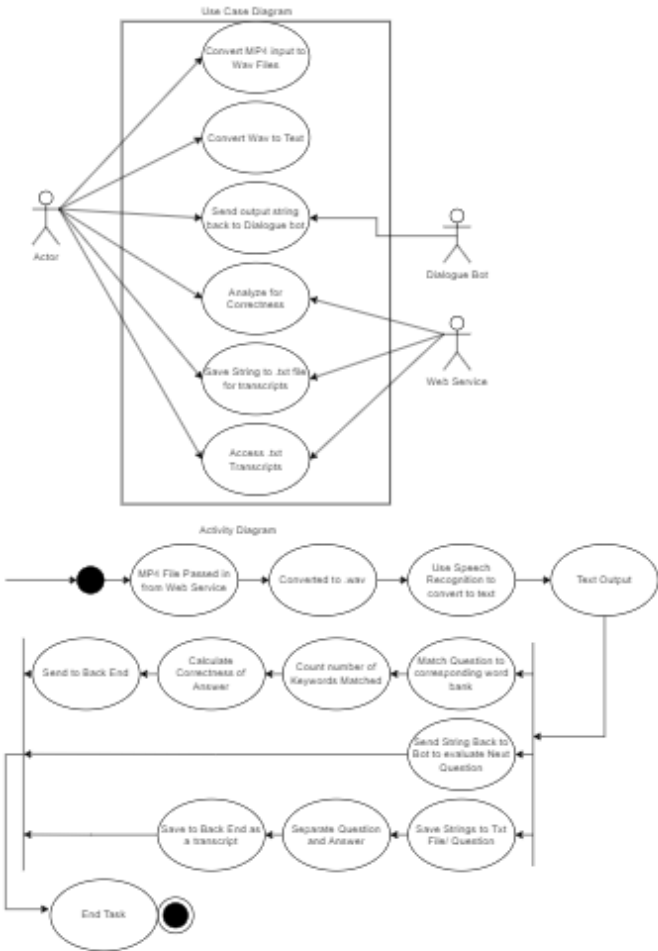 Use Case Diagram
Convert MP4 input to
Wav Files
Convert Wav to Text
Send output string
back to Dialogue bot
Actor
Dialogue Bot
Analyze for
Correctness
Save String to .txt file
for transcripts
Web Service
Access .txt
Transcripts
Activity Diagram
MP4 File Passed in
from Web Service
Converted to .wav
Use Speech
Recognition to
convert to text
Text Output
Send to Back End
Calculate
Correctness of
Answer
Count number of
Keywords Matched
Match Question to
corresponding word
bank
Send String Back to
Bot to evaluate Next
Question
Save to Back End as
a transcript
Separate Question
and Answer
Save Strings to Txt
File/ Question
End Task